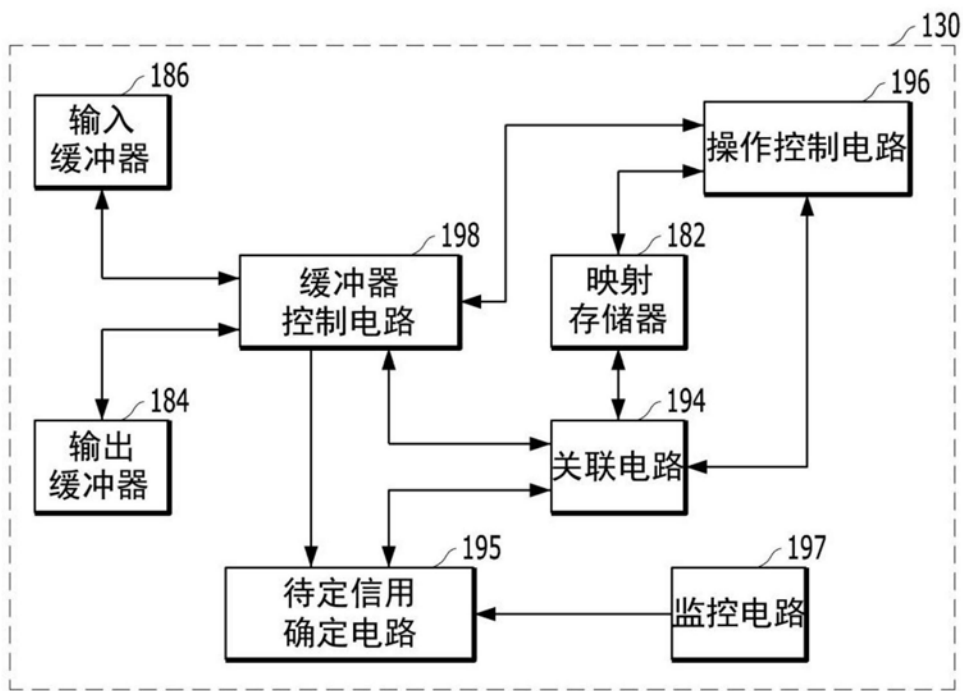 130
186
输入
缓冲器
196
操作控制电路
198
缓冲器
控制电路
182
映射
存储器
184
输出
缓冲器
194
关联电路
195
待定信用
确定电路
197
监控电路